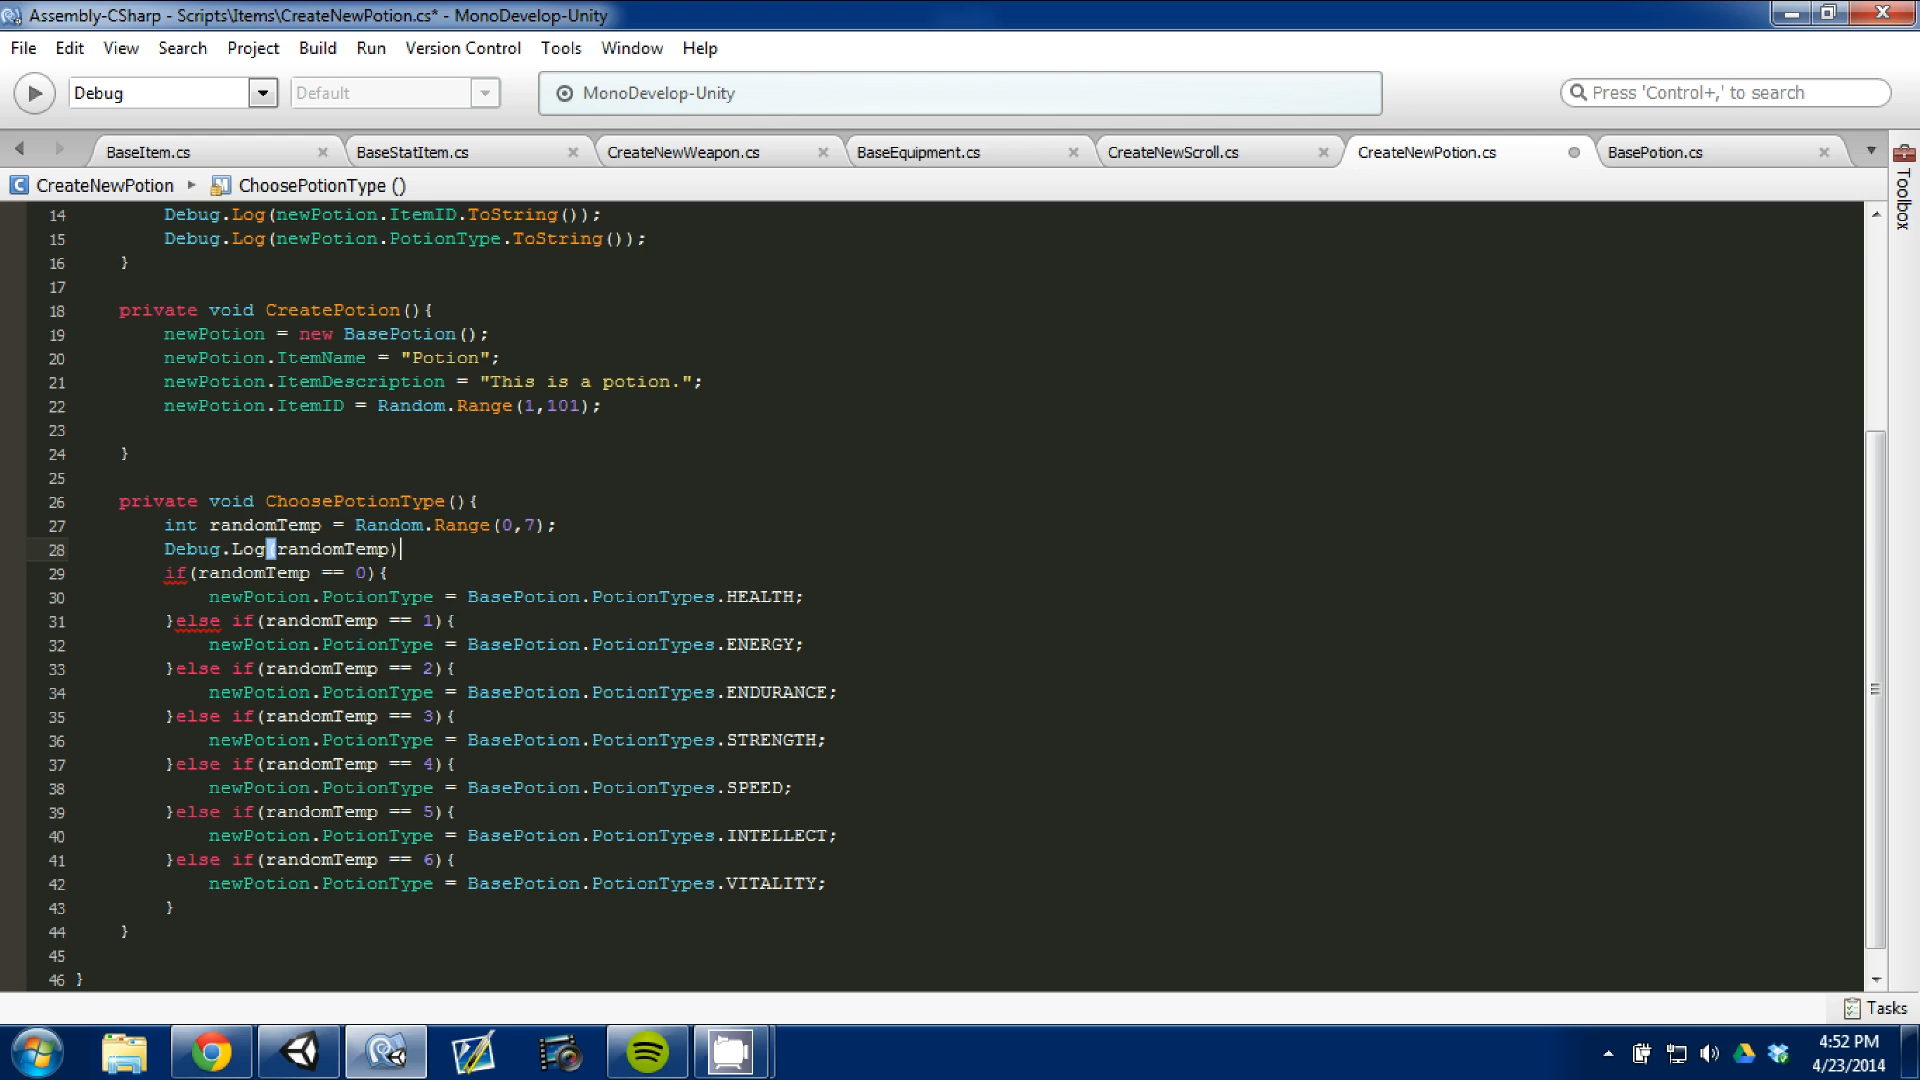 Assembly-CSharp - Scripts\Items\CreateNewPotion.cs* - MonoDevelop-Unity
File Edit View Search Project Build Run Version Control Tools Window Help
Debug Default MonoDevelop-Unity Press 'Control+,' to search
BaseItem.cs BaseStatItem.cs CreateNewWeapon.cs BaseEquipment.cs CreateNewScroll.cs CreateNewPotion.cs BasePotion.cs
Toolbox
CreateNewPotion ChoosePotionType ()
14 Debug.Log(newPotion.ItemID.ToString());
15 Debug.Log(newPotion.PotionType.ToString());
16 }
17
18 private void CreatePotion(){
19 newPotion = new BasePotion();
20 newPotion.ItemName = "Potion";
21 newPotion.ItemDescription = "This is a potion.";
22 newPotion.ItemID = Random.Range(1,101);
23
24 }
25
26 private void ChoosePotionType(){
27 int randomTemp = Random.Range(0,7);
28 Debug.Log(randomTemp)
29 if(randomTemp == 0){
30 newPotion.PotionType = BasePotion.PotionTypes.HEALTH;
31 }else if(randomTemp == 1){
32 newPotion.PotionType = BasePotion.PotionTypes.ENERGY;
33 }else if(randomTemp == 2){
34 newPotion.PotionType = BasePotion.PotionTypes.ENDURANCE;
35 }else if(randomTemp == 3){
36 newPotion.PotionType = BasePotion.PotionTypes.STRENGTH;
37 }else if(randomTemp == 4){
38 newPotion.PotionType = BasePotion.PotionTypes.SPEED;
39 }else if(randomTemp == 5){
40 newPotion.PotionType = BasePotion.PotionTypes.INTELLECT;
41 }else if(randomTemp == 6){
42 newPotion.PotionType = BasePotion.PotionTypes.VITALITY;
43 }
44 }
45
46 }
Tasks
4:52 PM
4/23/2014